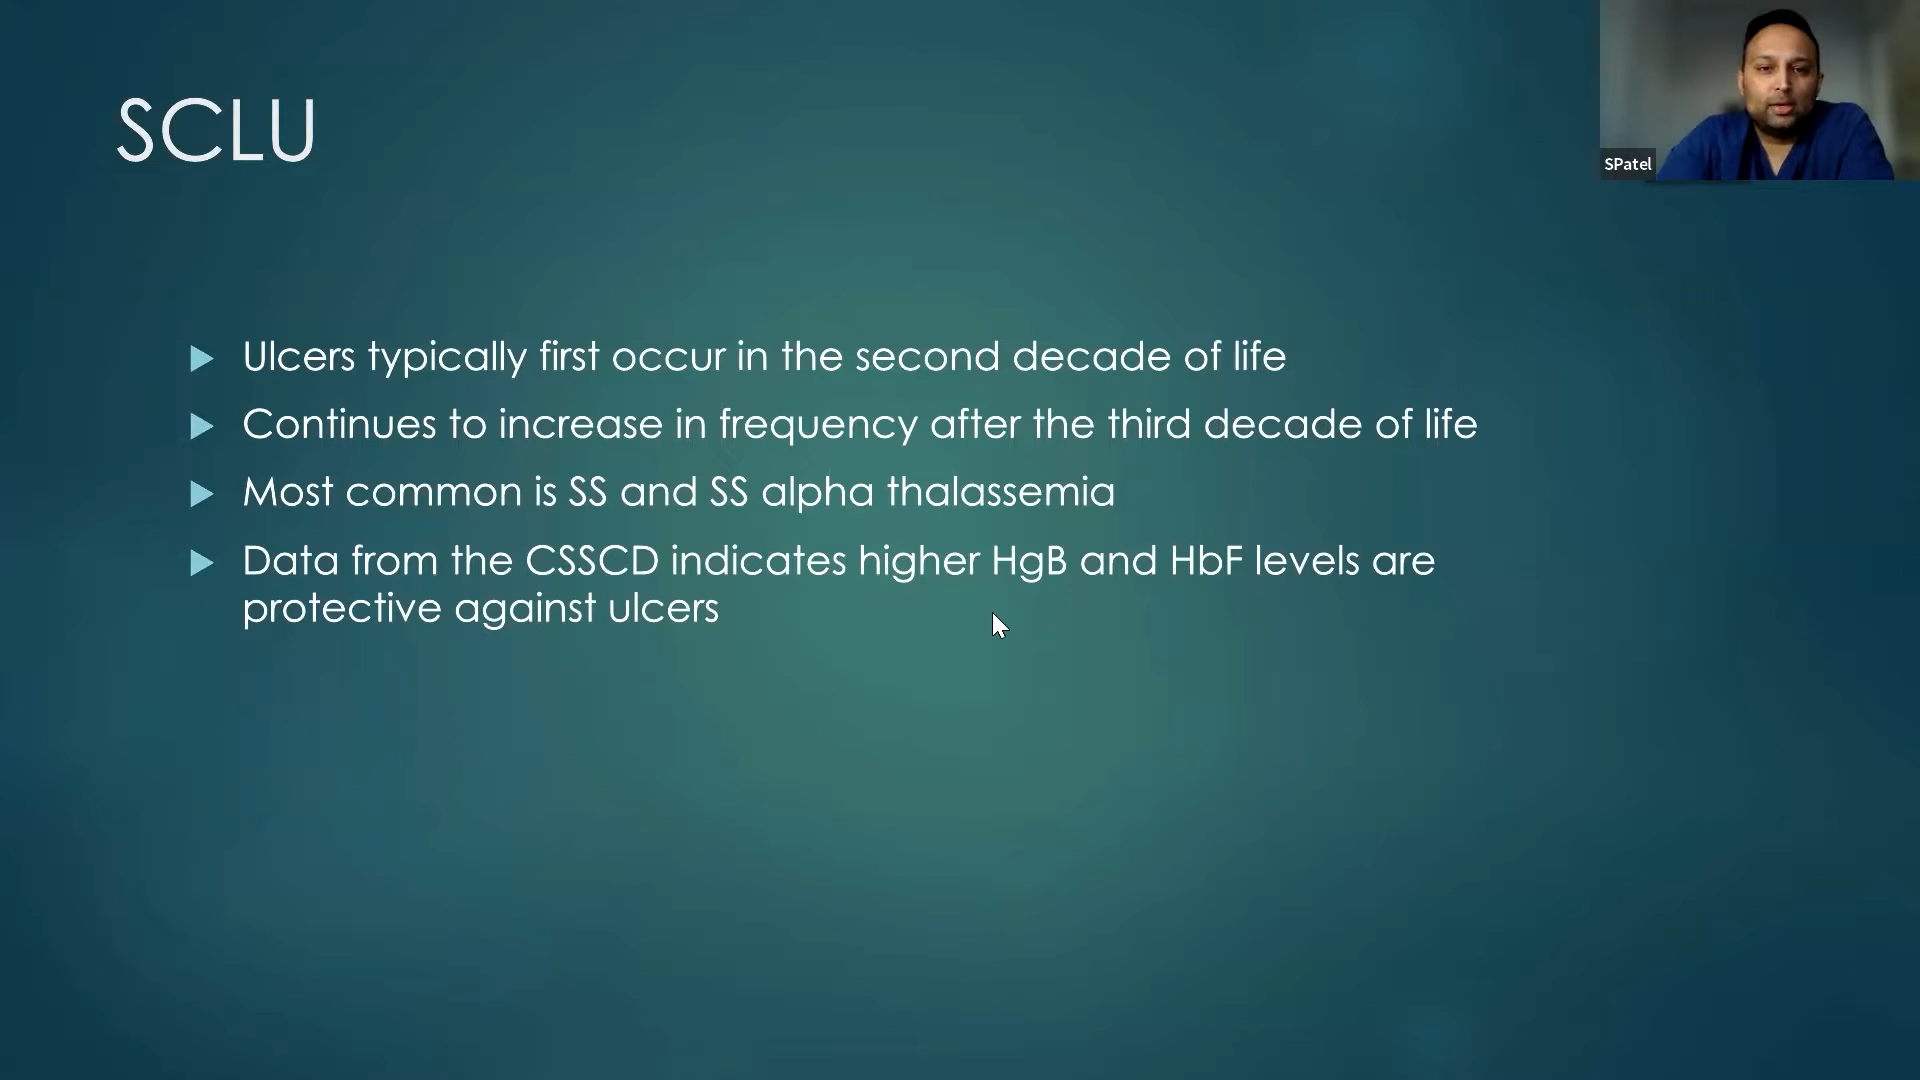 SCLU
SPatel
Ulcers typically first occur in the second decade of life
Continues to increase in frequency after the third decade of life
Most common is SS and SS alpha thalassemia
Data from the CSSCD indicates higher HgB and HbF levels are
protective against ulcers